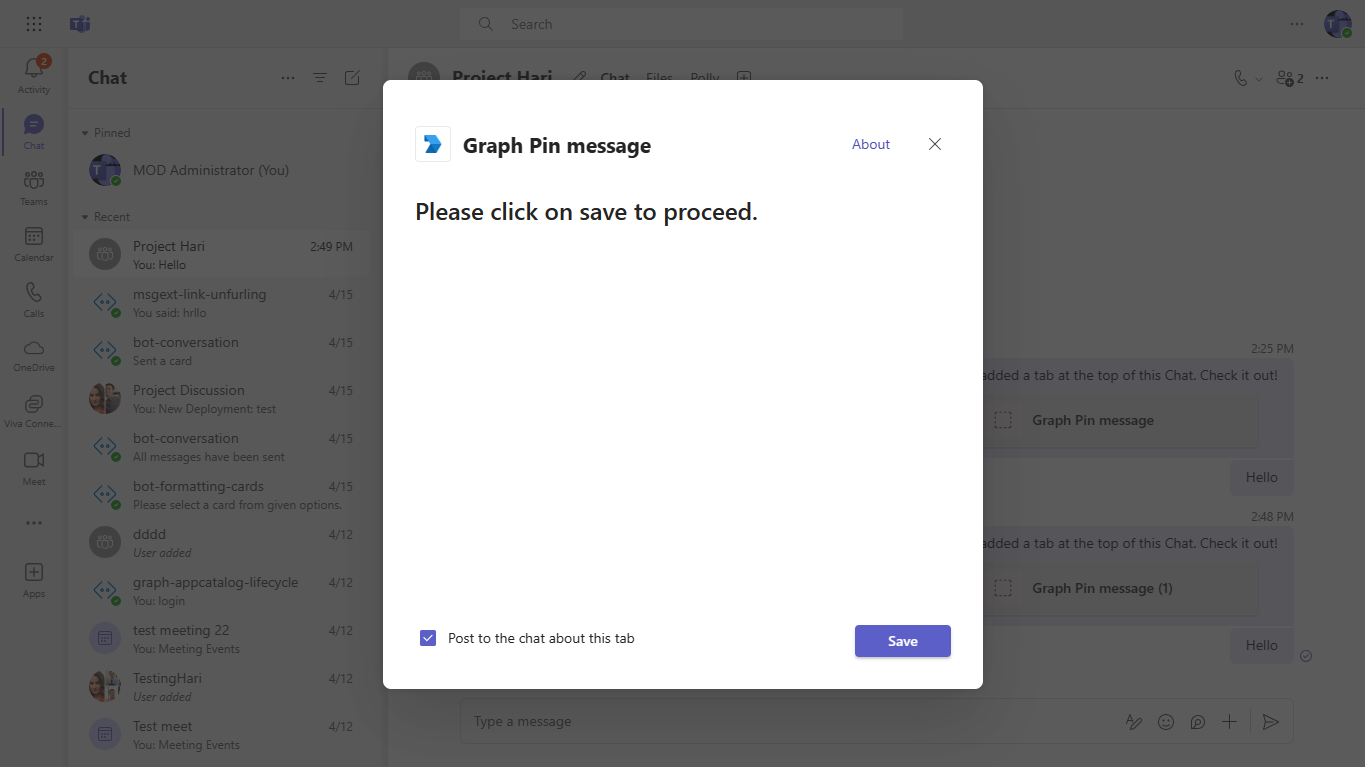 Search
2
Activity
Chat
Teams
Calendar
Calls
OneDrive
Viva Conne...
Meet
Apps
Chat
Pinned
MOD Administrator (You)
Recent
Project Hari 2:49 PM
You: Hello
msgext-link-unfurling 4/15
You said: hrllo
bot-conversation 4/15
Sent a card
Project Discussion 4/15
You: New Deployment: test
bot-conversation 4/15
All messages have been sent
bot-formatting-cards 4/15
Please select a card from given options.
dddd 4/12
User added
graph-appcatalog-lifecycle 4/12
You: login
test meeting 22 4/12
You: Meeting Events
TestingHari 4/12
User added
Test meet 4/12
You: Meeting Events
Project Hari Chat Files Polly 2
Graph Pin message About
Please click on save to proceed.
Post to the chat about this tab Save
2:25 PM
added a tab at the top of this Chat. Check it out!
Graph Pin message
Hello
2:48 PM
added a tab at the top of this Chat. Check it out!
Graph Pin message (1)
Hello
Type a message